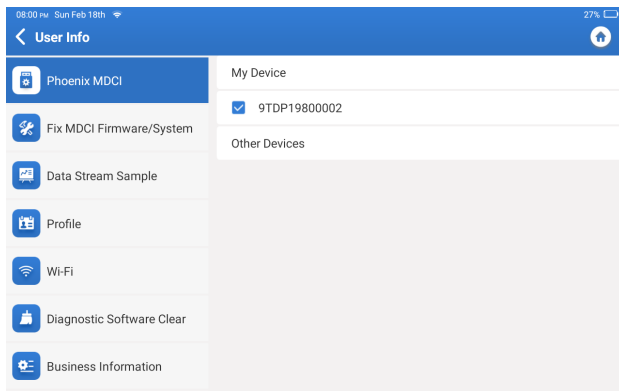 08:00 PM Sun Feb 18th
27%
User Info
Phoenix MDCI
Fix MDCI Firmware/System
Data Stream Sample
Profile
Wi-Fi
Diagnostic Software Clear
Business Information
My Device
9TDP19800002
Other Devices